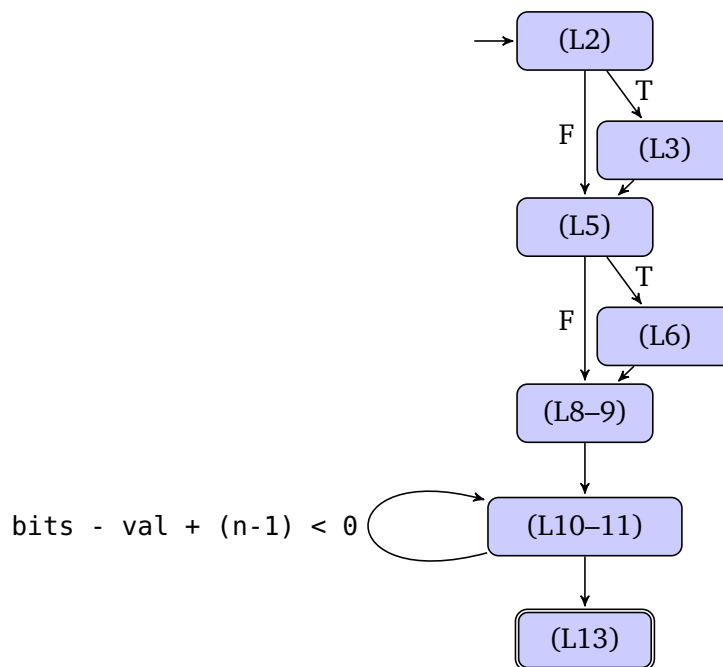 (L2)
T
F
(L3)
(L5)
T
F
(L6)
(L8–9)
bits - val + (n-1) < 0
(L10–11)
(L13)